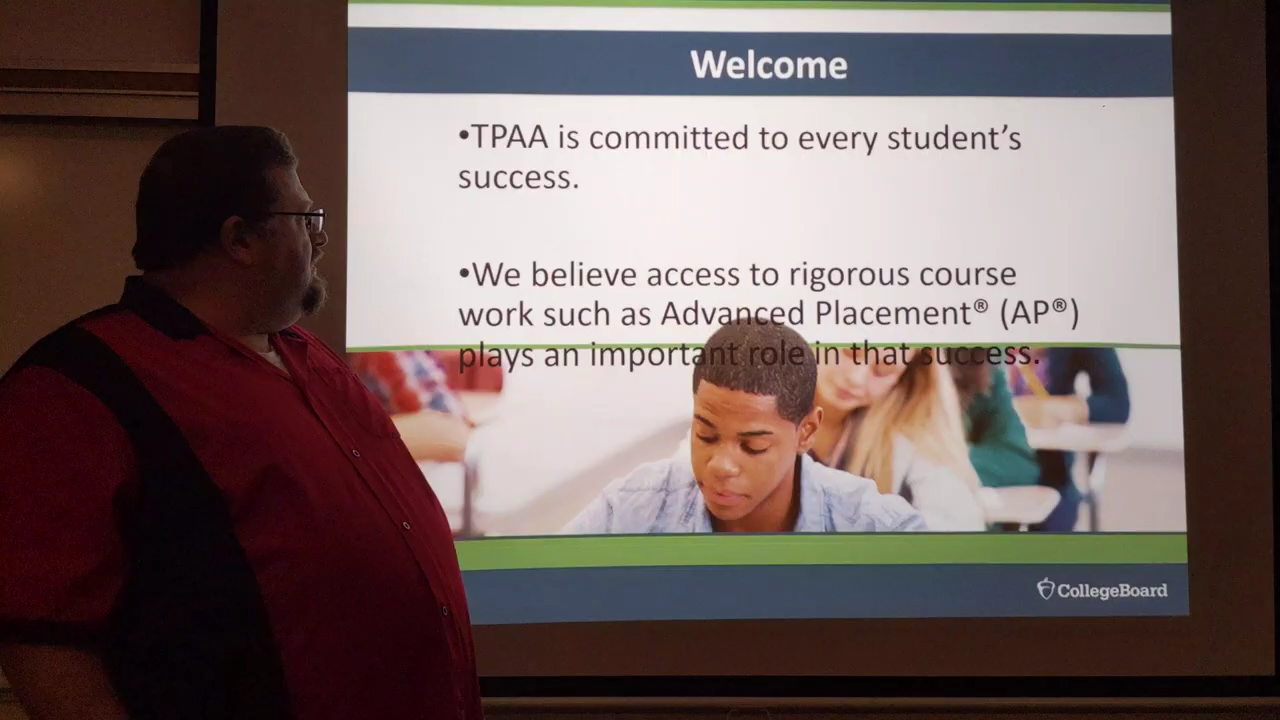 Welcome
•TPAA is committed to every student’s
success.
•We believe access to rigorous course
work such as Advanced Placement® (AP®)
plays an important role in that success.
CollegeBoard